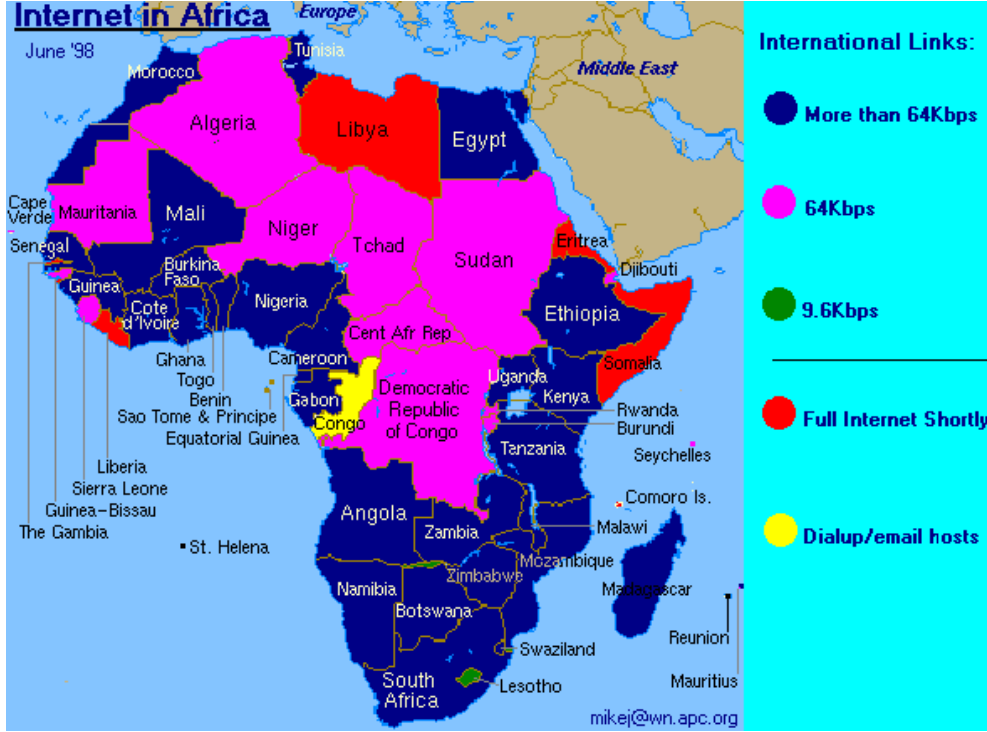 Internet in Africa
June '98
Europe
Middle East
Tunisia
Morocco
Algeria
Libya
Egypt
Cape
Verde
Mauritania
Mali
Niger
Tchad
Sudan
Eritrea
Djibouti
Senegal
Burkina
Faso
Guinea
Cote
d'Ivoire
Nigeria
Ethiopia
Cent Afr Rep
Somalia
Ghana
Togo
Benin
Sao Tome & Principe
Equatorial Guinea
Cameroon
Gabon
Congo
Democratic
Republic
of Congo
Uganda
Kenya
Rwanda
Burundi
Tanzania
Seychelles
Liberia
Sierra Leone
Guinea-Bissau
The Gambia
St. Helena
Angola
Zambia
Comoro Is.
Malawi
Mozambique
Zimbabwe
Madagascar
Namibia
Botswana
Swaziland
Reunion
Mauritius
South
Africa
Lesotho
mikej@wn.apc.org
International Links:
More than 64Kbps
64Kbps
9.6Kbps
Full Internet Shortly
Dialup/email hosts